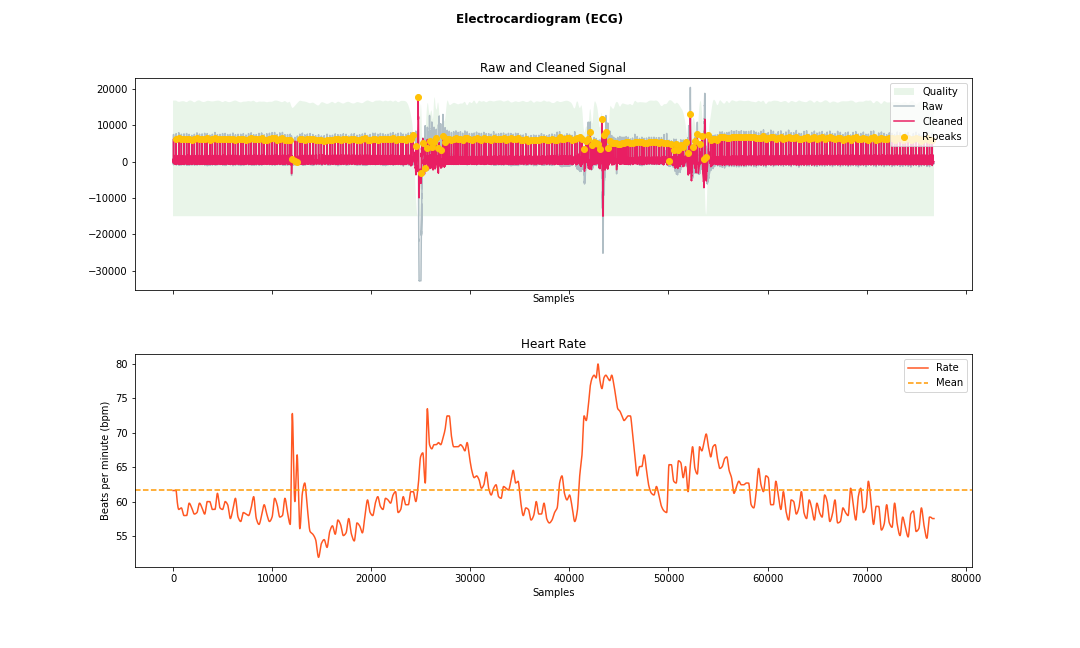 Electrocardiogram (ECG)
Raw and Cleaned Signal
20000
10000
0
−10000
−20000
−30000
Quality
Raw
Cleaned
R-peaks
Samples
Heart Rate
80
75
70
65
60
55
Beats per minute (bpm)
Rate
Mean
0 10000 20000 30000 40000 50000 60000 70000 80000
Samples